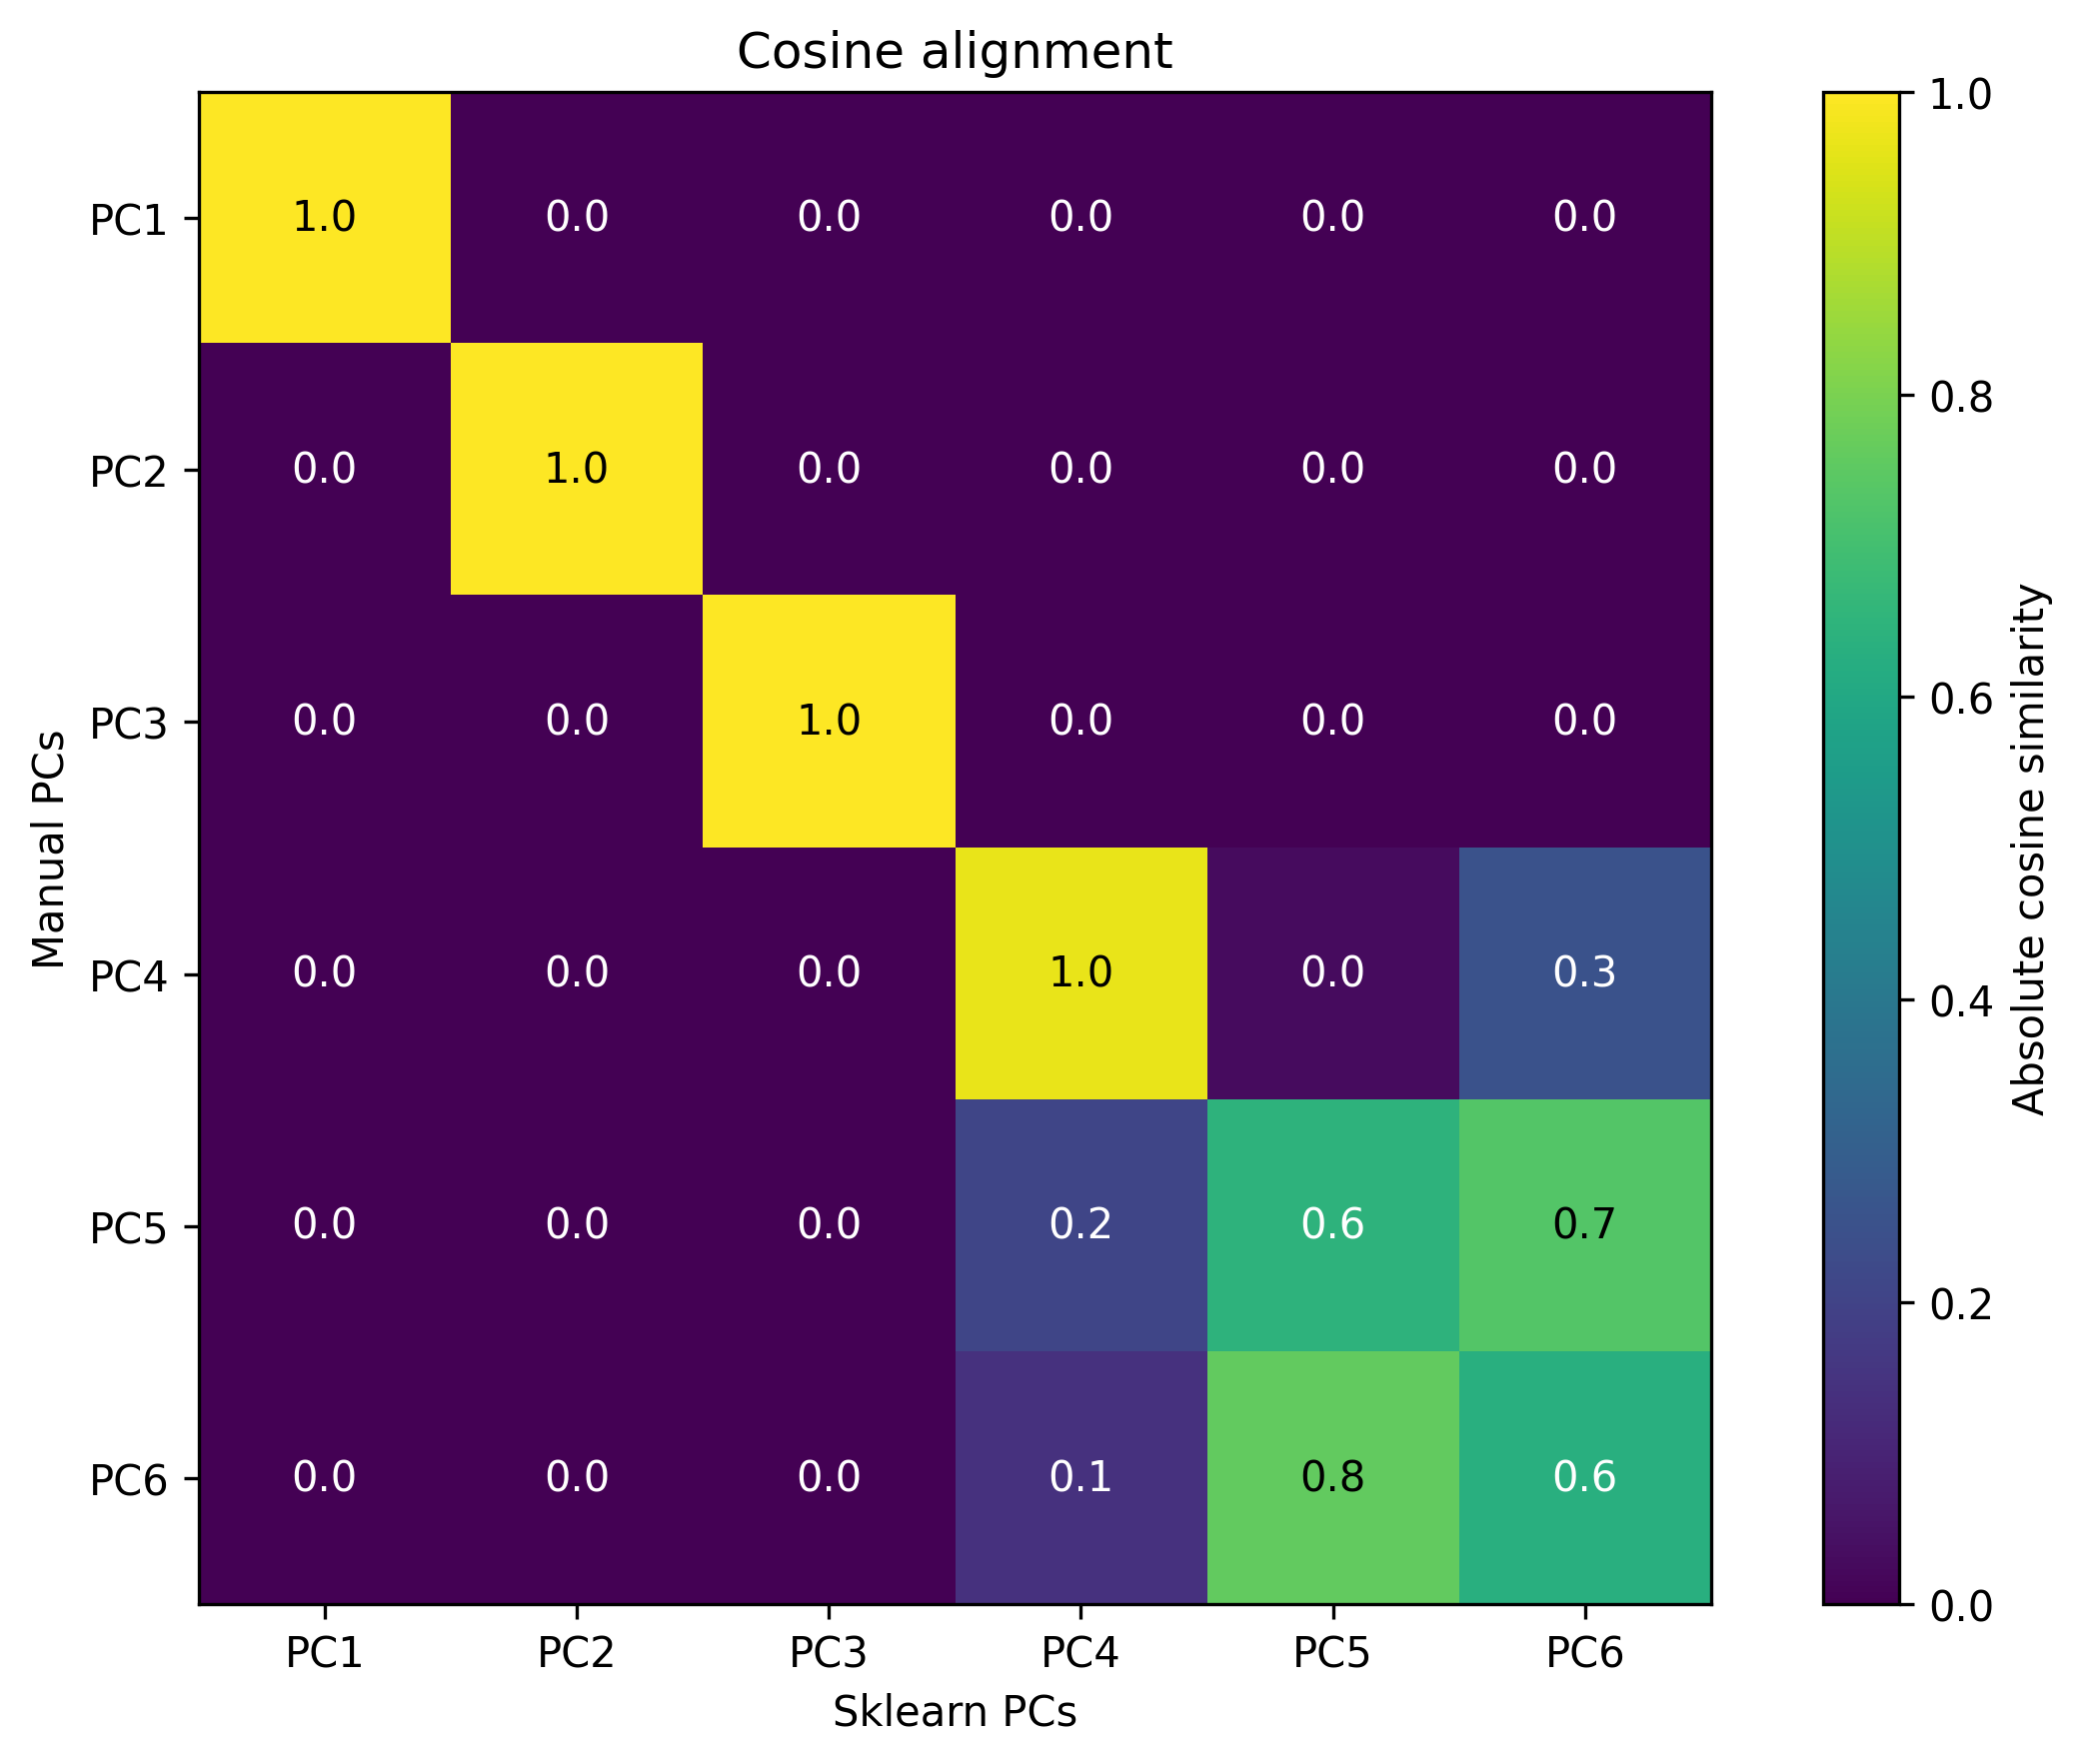 Cosine alignment
1.0
PC1 1.0 0.0 0.0 0.0 0.0 0.0
0.8
PC2 0.0 1.0 0.0 0.0 0.0 0.0
0.6
PC3 0.0 0.0 1.0 0.0 0.0 0.0
Manual PCs
Absolute cosine similarity
PC4 0.0 0.0 0.0 1.0 0.0 0.3
0.4
PC5 0.0 0.0 0.0 0.2 0.6 0.7
0.2
PC6 0.0 0.0 0.0 0.1 0.8 0.6
0.0
PC1 PC2 PC3 PC4 PC5 PC6
Sklearn PCs